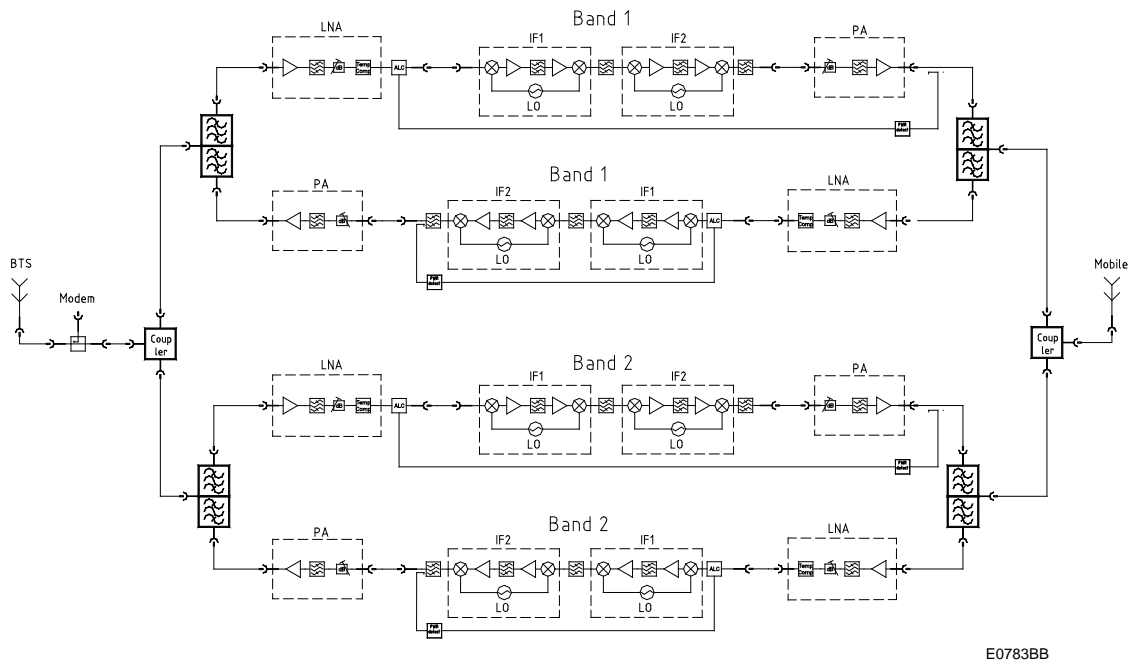 Band 1
LNA
IF1
IF2
PA
Temp
Comp
ALC
dB
dB
LO
LO
PWR
detect
Band 1
PA
IF2
IF1
LNA
dB
ALC
Temp
Comp
dB
LO
LO
PWR
detect
BTS
Modem
Mobile
Coup
ler
Coup
ler
Band 2
LNA
IF1
IF2
PA
Temp
Comp
ALC
dB
dB
LO
LO
PWR
detect
Band 2
PA
IF2
IF1
LNA
dB
ALC
Temp
Comp
dB
LO
LO
PWR
detect
E0783BB